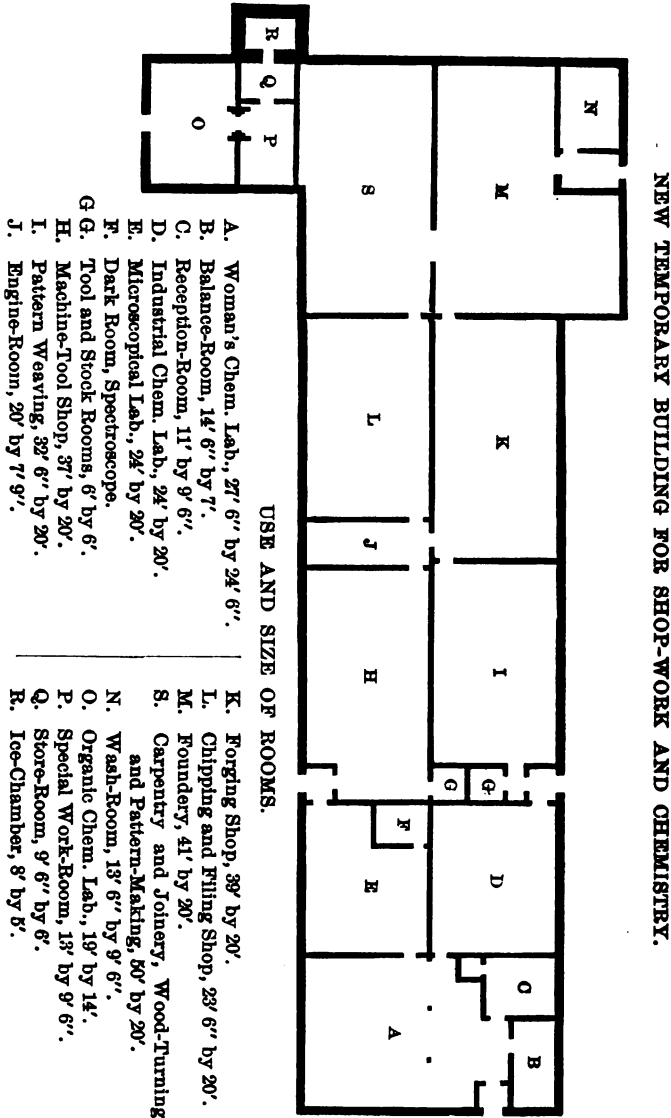 NEW TEMPORARY BUILDING FOR SHOP-WORK AND CHEMISTRY.
N
M
K
I
G
G
D
C
B
R
Q
P
O
S
L
J
H
F
E
A
USE AND SIZE OF ROOMS.
A. Woman's Chem. Lab., 27' 6" by 24' 6".
B. Balance-Room, 14' 6" by 7'.
C. Reception-Room, 11' by 9' 6".
D. Industrial Chem. Lab., 24' by 20'.
E. Microscopical Lab., 24' by 20'.
F. Dark Room, Spectroscope.
G G. Tool and Stock Rooms, 6' by 6'.
H. Machine-Tool Shop, 37' by 20'.
I. Pattern Weaving, 32' 6" by 20'.
J. Engine-Room, 20' by 7' 9".
K. Forging Shop, 39' by 20'.
L. Chipping and Filing Shop, 23' 6" by 20'.
M. Foundery, 41' by 20'.
S. Carpentry and Joinery, Wood-Turning
and Pattern-Making, 50' by 20'.
N. Wash-Room, 13' 6" by 9' 6".
O. Organic Chem. Lab., 19' by 14'.
P. Special Work-Room, 13' by 9' 6".
Q. Store-Room, 9' 6" by 6'.
R. Ice-Chamber, 8' by 5'.